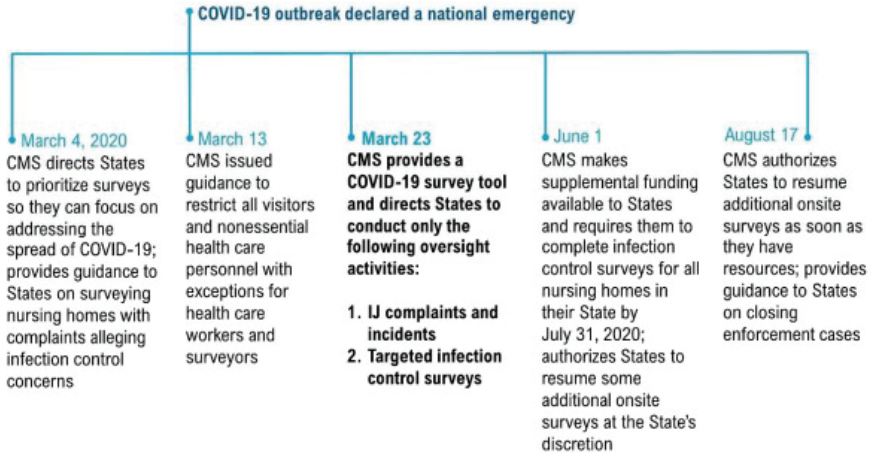 COVID-19 outbreak declared a national emergency
March 4, 2020
CMS directs States
to prioritize surveys
so they can focus on
addressing the
spread of COVID-19;
provides guidance to
States on surveying
nursing homes with
complaints alleging
infection control
concerns
March 13
CMS issued
guidance to
restrict all visitors
and nonessential
health care
personnel with
exceptions for
health care
workers and
surveyors
March 23
CMS provides a
COVID-19 survey tool
and directs States to
conduct only the
following oversight
activities:
1. IJ complaints and
incidents
2. Targeted infection
control surveys
June 1
CMS makes
supplemental funding
available to States
and requires them to
complete infection
control surveys for all
nursing homes in
their State by
July 31, 2020;
authorizes States to
resume some
additional onsite
surveys at the State's
discretion
August 17
CMS authorizes
States to resume
additional onsite
surveys as soon as
they have
resources; provides
guidance to States
on closing
enforcement cases